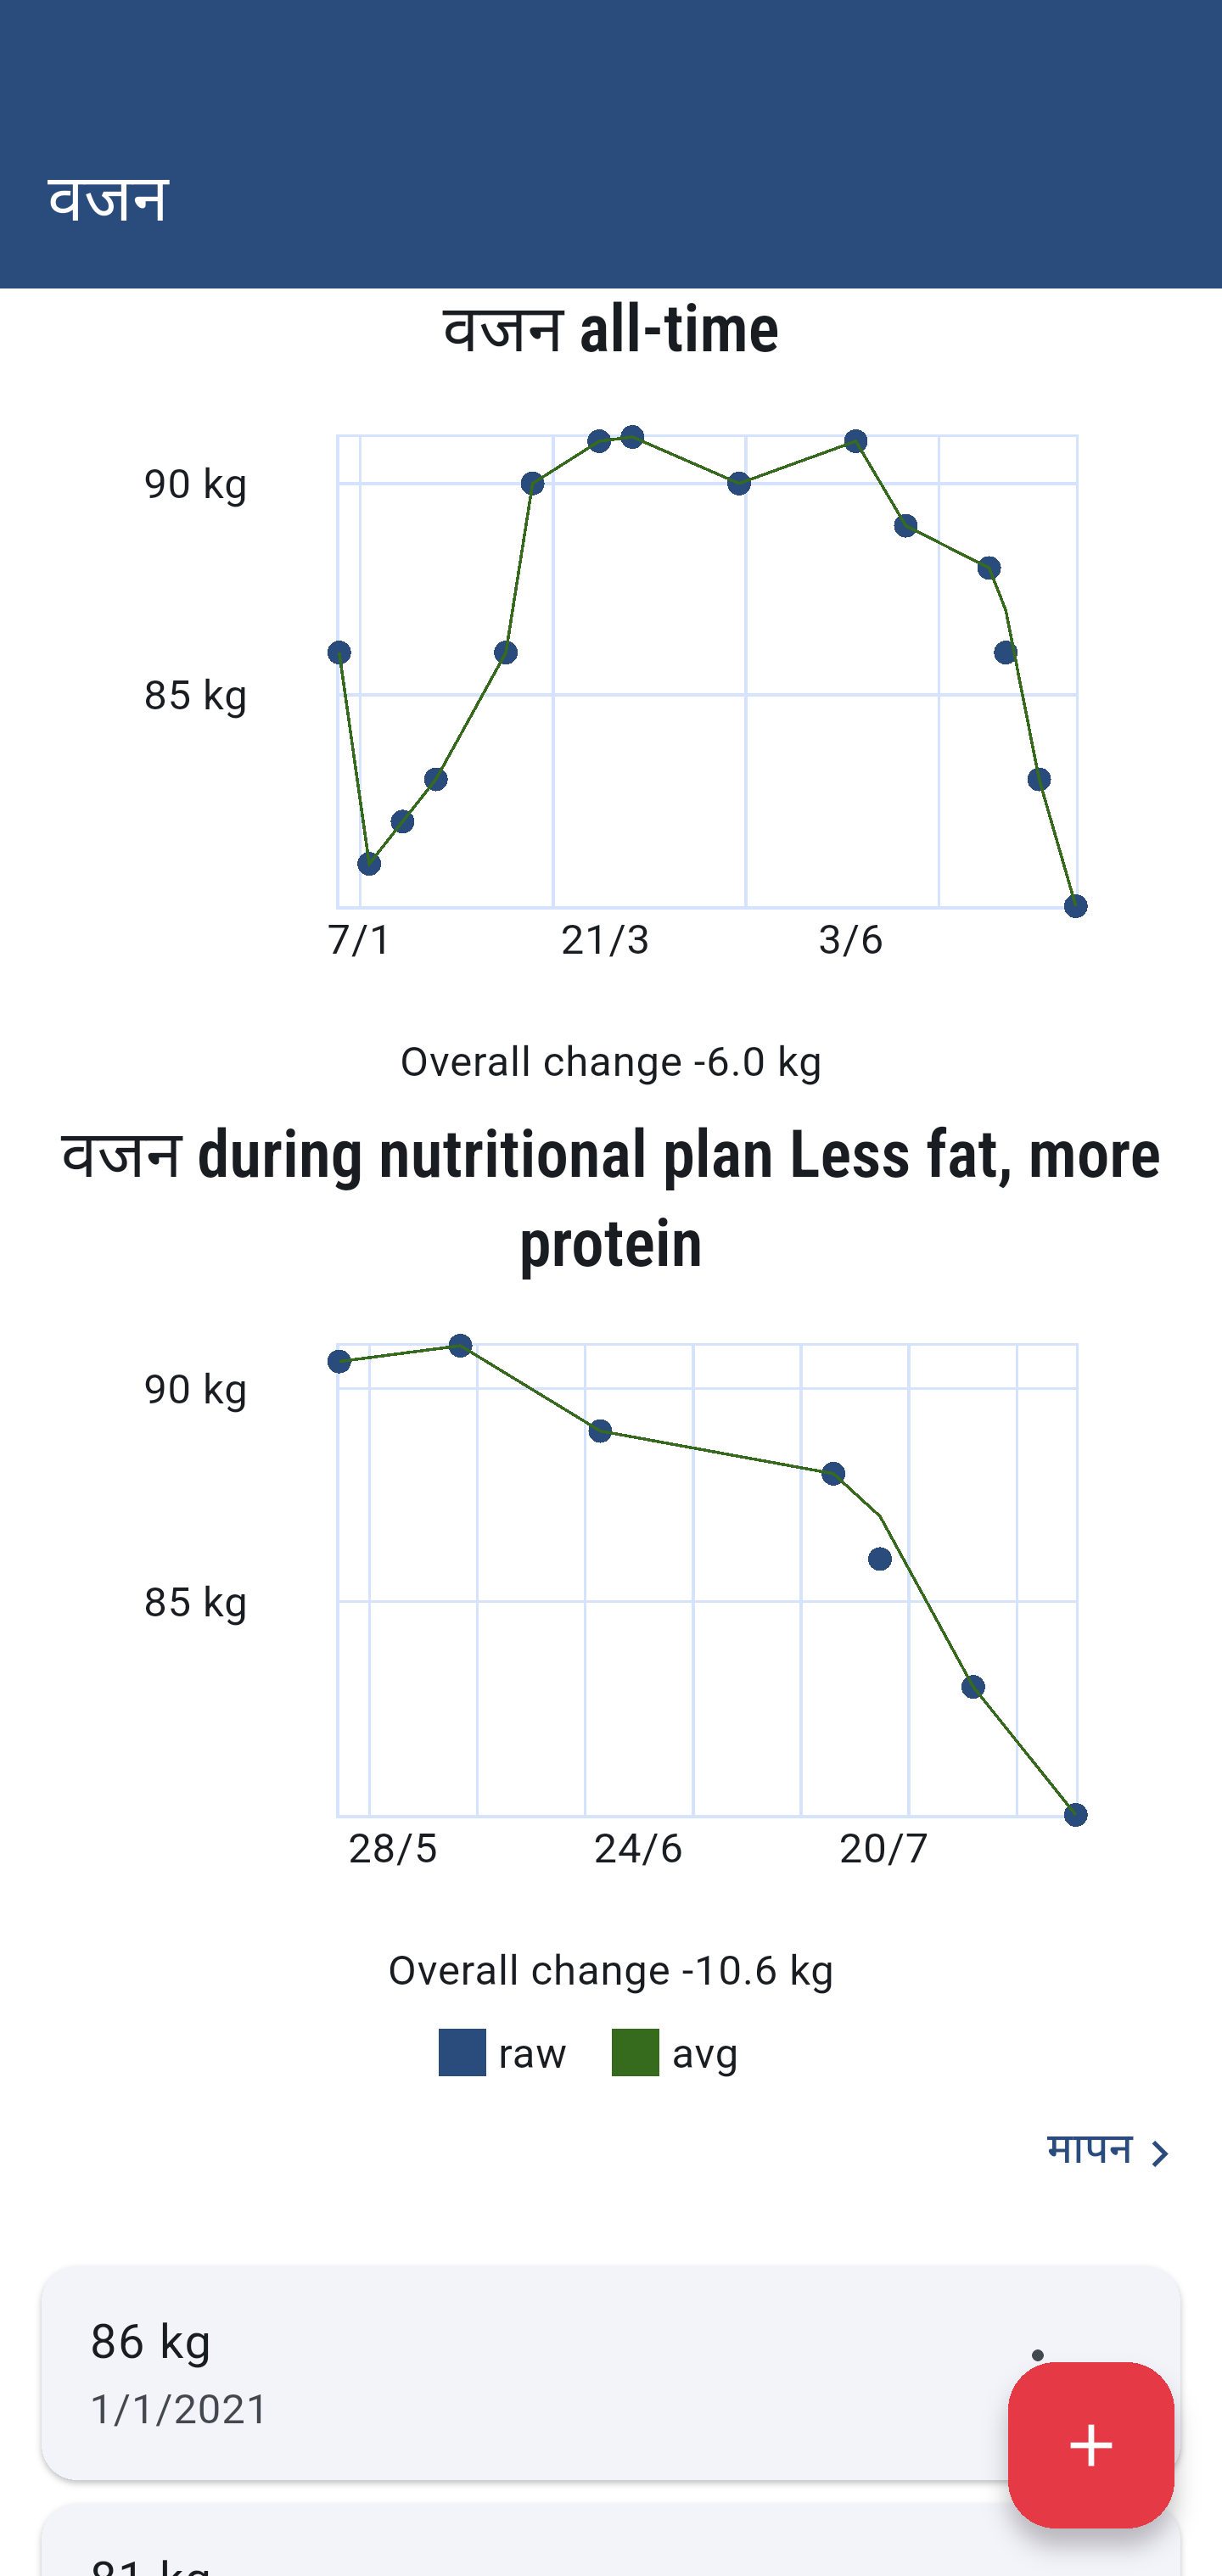 वजन
वजन all-time
90 kg
85 kg
7/1 21/3 3/6
Overall change -6.0 kg
वजन during nutritional plan Less fat, more
protein
90 kg
85 kg
28/5 24/6 20/7
Overall change -10.6 kg
raw avg
मापन
86 kg
1/1/2021
81 kg